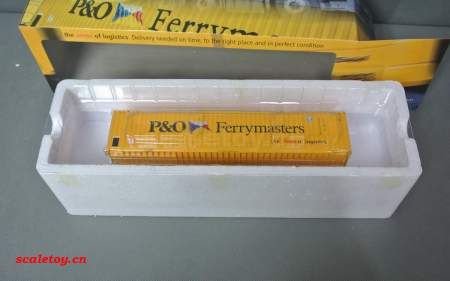 P&O Ferrymasters
the sense of logistics. Delivery needed on time, to the right place and in perfect condition
P&O Ferrymasters
the sense of logistics
scaletoy.cn